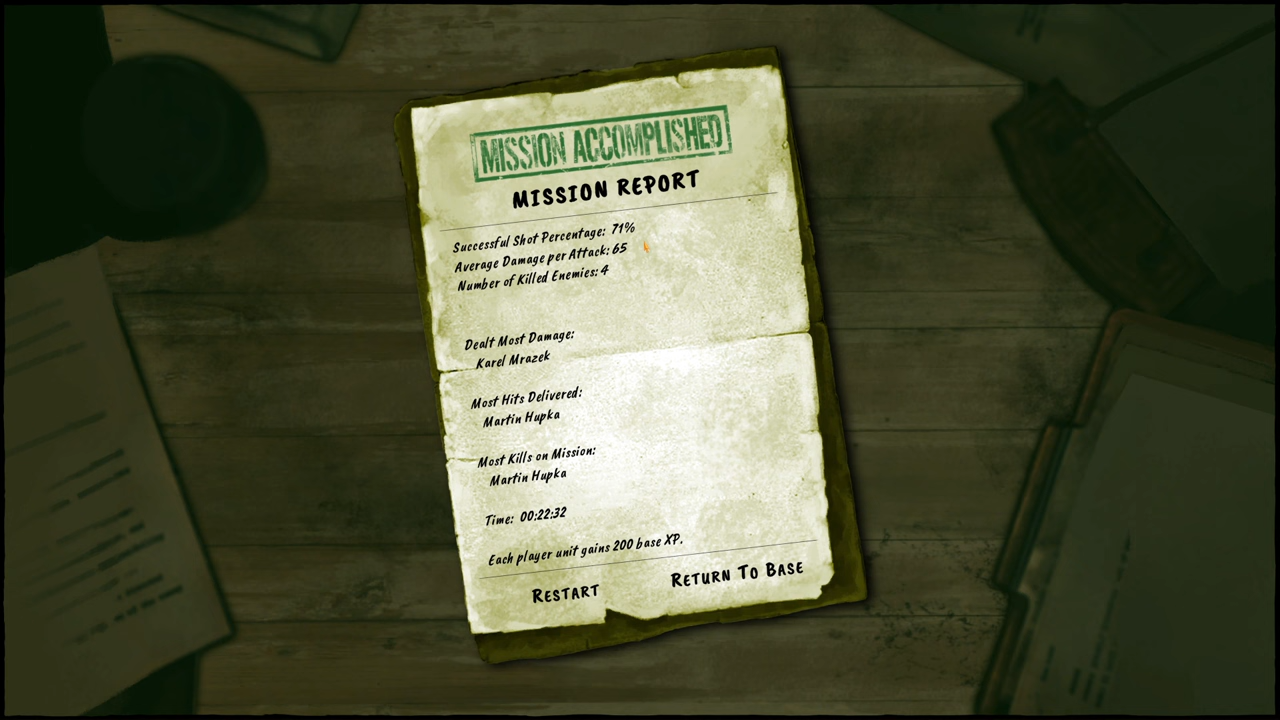 MISSION ACCOMPLISHED
MISSION REPORT
Successful Shot Percentage: 71%
Average Damage per Attack: 65
Number of Killed Enemies: 4
Dealt Most Damage:
Karel Mrazek
Most Hits Delivered:
Martin Hupka
Most Kills on Mission:
Martin Hupka
Time: 00:22:32
Each player unit gains 200 base XP.
RESTART
RETURN TO BASE